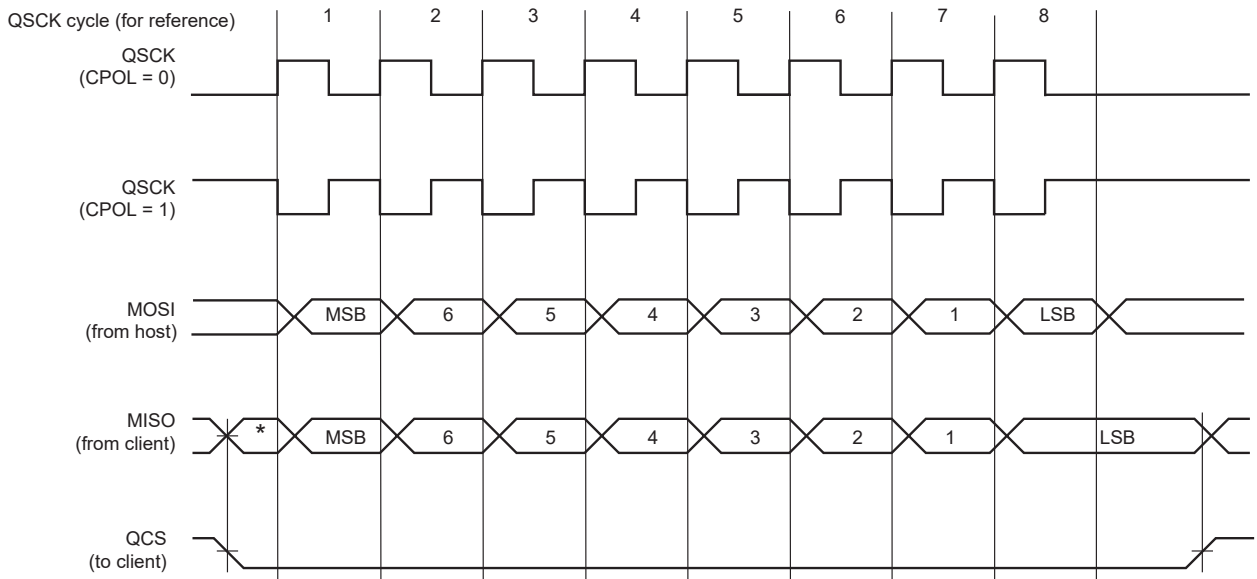 QSCK cycle (for reference) 1 2 3 4 5 6 7 8
QSCK
(CPOL = 0)
QSCK
(CPOL = 1)
MOSI
(from host)
MSB 6 5 4 3 2 1 LSB
MISO
(from client)
* MSB 6 5 4 3 2 1 LSB
QCS
(to client)